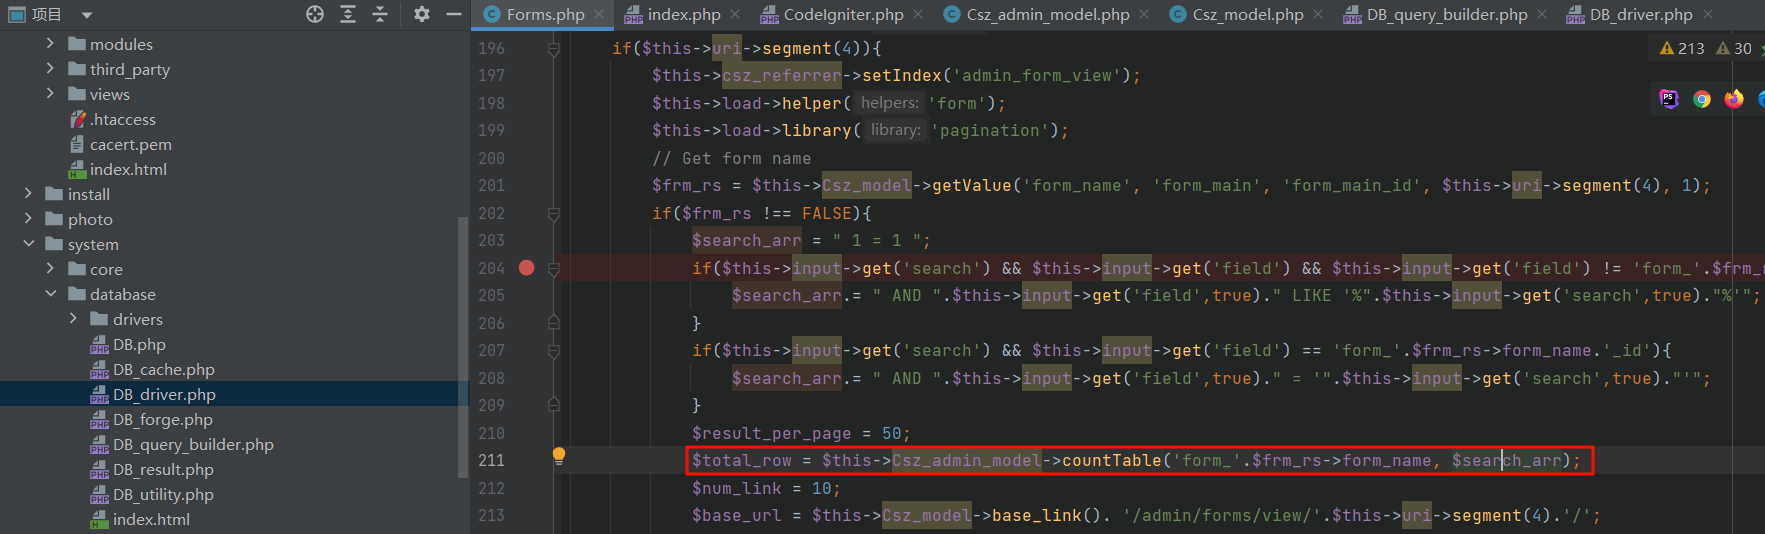 项目
Forms.php
index.php
CodeIgniter.php
Csz_admin_model.php
Csz_model.php
DB_query_builder.php
DB_driver.php
modules
third_party
views
.htaccess
cacert.pem
index.html
install
photo
system
core
database
drivers
DB.php
DB_cache.php
DB_driver.php
DB_forge.php
DB_query_builder.php
DB_result.php
DB_utility.php
index.html
213 30
196 if($this->uri->segment(4)){
197 $this->csz_referrer->setIndex('admin_form_view');
198 $this->load->helper( helpers: 'form');
199 $this->load->library( library: 'pagination');
200 // Get form name
201 $frm_rs = $this->Csz_model->getValue('form_name', 'form_main', 'form_main_id', $this->uri->segment(4), 1);
202 if($frm_rs !== FALSE){
203 $search_arr = " 1 = 1 ";
204 if($this->input->get('search') && $this->input->get('field') && $this->input->get('field') != 'form_'.$frm_r
205 $search_arr.= " AND ".$this->input->get('field',true)." LIKE '%".$this->input->get('search',true)."%'";
206 }
207 if($this->input->get('search') && $this->input->get('field') == 'form_'.$frm_rs->form_name.'_id'){
208 $search_arr.= " AND ".$this->input->get('field',true)." = '".$this->input->get('search',true)."'";
209 }
210 $result_per_page = 50;
211 $total_row = $this->Csz_admin_model->countTable('form_'.$frm_rs->form_name, $search_arr);
212 $num_link = 10;
213 $base_url = $this->Csz_model->base_link(). '/admin/forms/view/'.$this->uri->segment(4).'/';